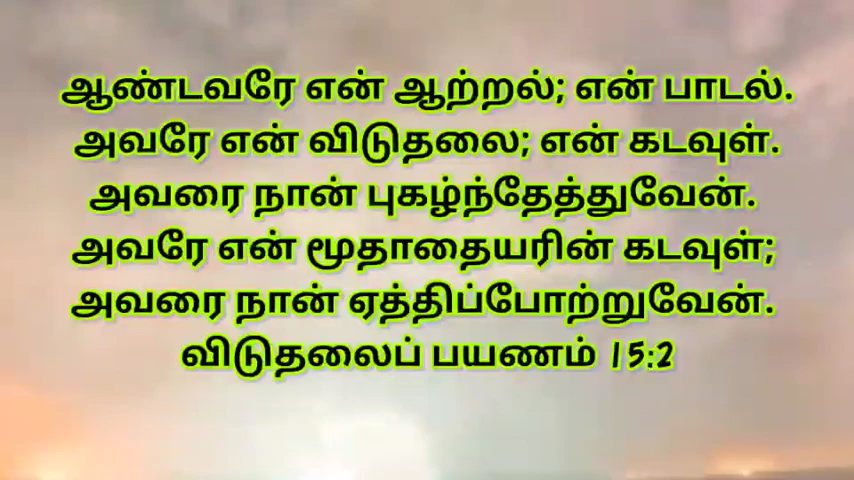 ஆண்டவரே என் ஆற்றல்; என் பாடல்.
அவரே என் விடுதலை; என் கடவுள்.
அவரை நான் புகழ்ந்தேத்துவேன்.
அவரே என் மூதாதையரின் கடவுள்;
அவரை நான் ஏத்திப்போற்றுவேன்.
விடுதலைப் பயணம் 15:2